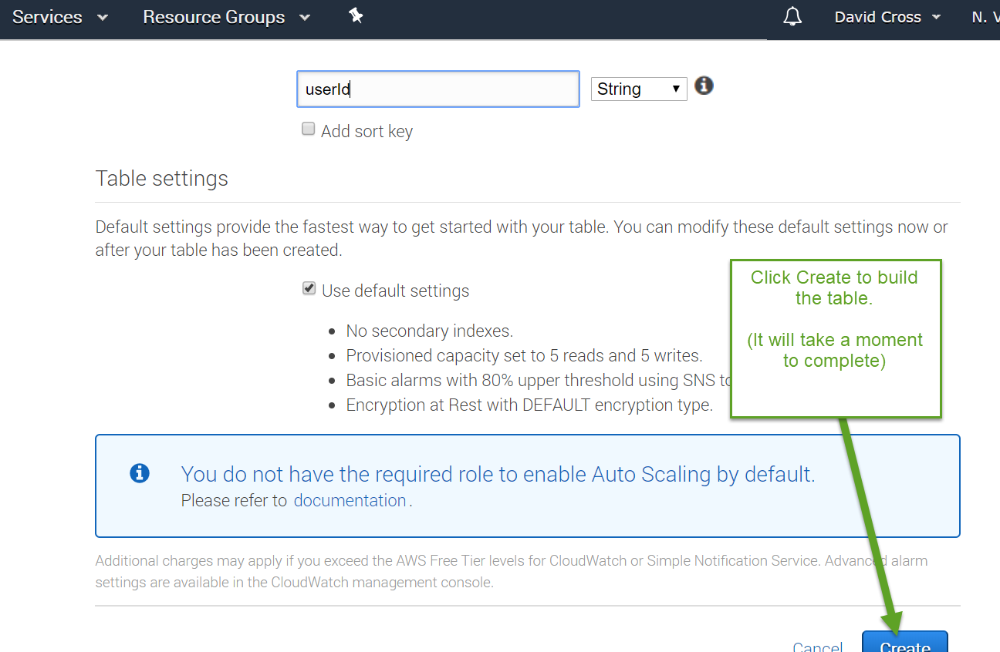 Services Resource Groups David Cross N. V
userId String
Add sort key
Table settings
Default settings provide the fastest way to get started with your table. You can modify these default settings now or
after your table has been created.
Use default settings
No secondary indexes.
Provisioned capacity set to 5 reads and 5 writes.
Basic alarms with 80% upper threshold using SNS
Encryption at Rest with DEFAULT encryption type.
Click Create to build
the table.
(It will take a moment
to complete)
You do not have the required role to enable Auto Scaling by default.
Please refer to documentation.
Additional charges may apply if you exceed the AWS Free Tier levels for CloudWatch or Simple Notification Service. Advanced alarm
settings are available in the CloudWatch management console.
Cancel Create